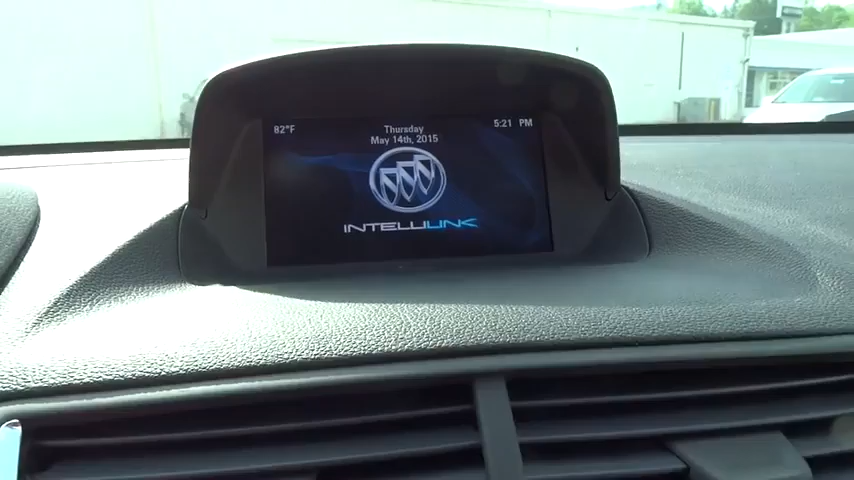 82°F
Thursday
5:21 PM
May 14th, 2015
INTELLILINK